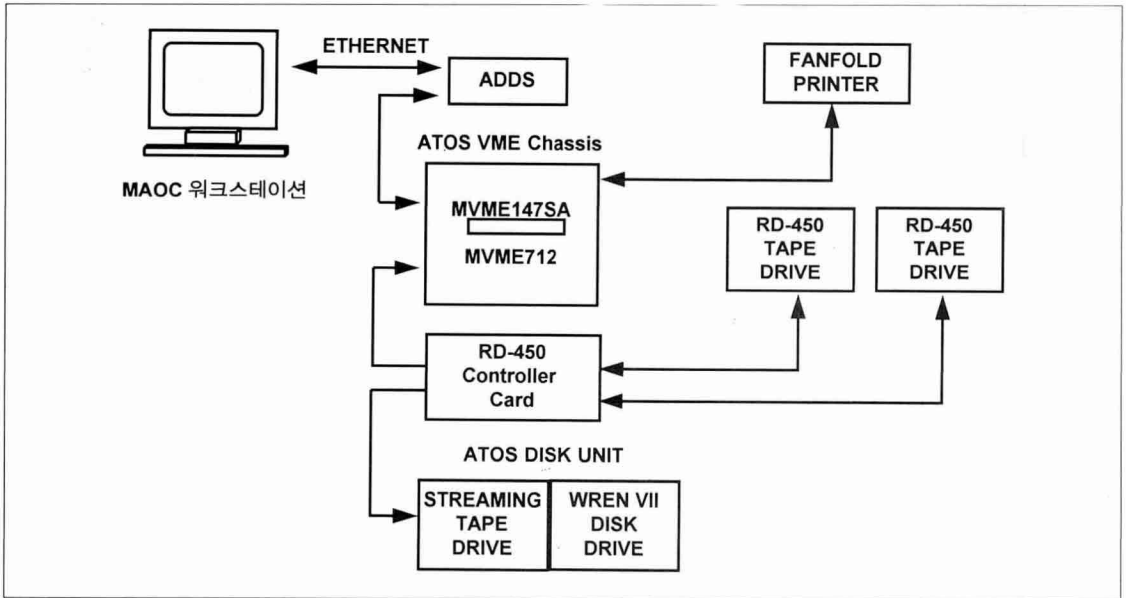 ETHERNET
ADDS
FANFOLD
PRINTER
ATOS VME Chassis
MAOC 워크스테이션
MVME147SA
MVME712
RD-450
TAPE
DRIVE
RD-450
TAPE
DRIVE
RD-450
Controller
Card
ATOS DISK UNIT
STREAMING
TAPE
DRIVE
WREN VII
DISK
DRIVE